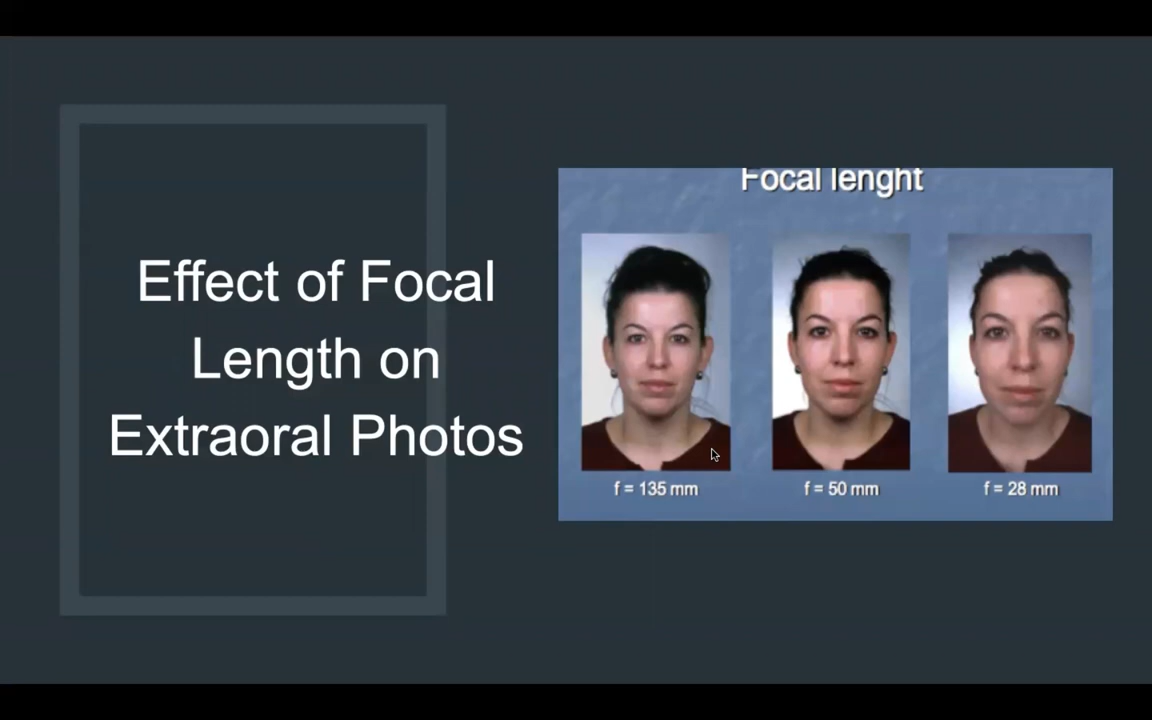 Effect of Focal
Length on
Extraoral Photos
Focal lenght
f = 135 mm
f = 50 mm
f = 28 mm